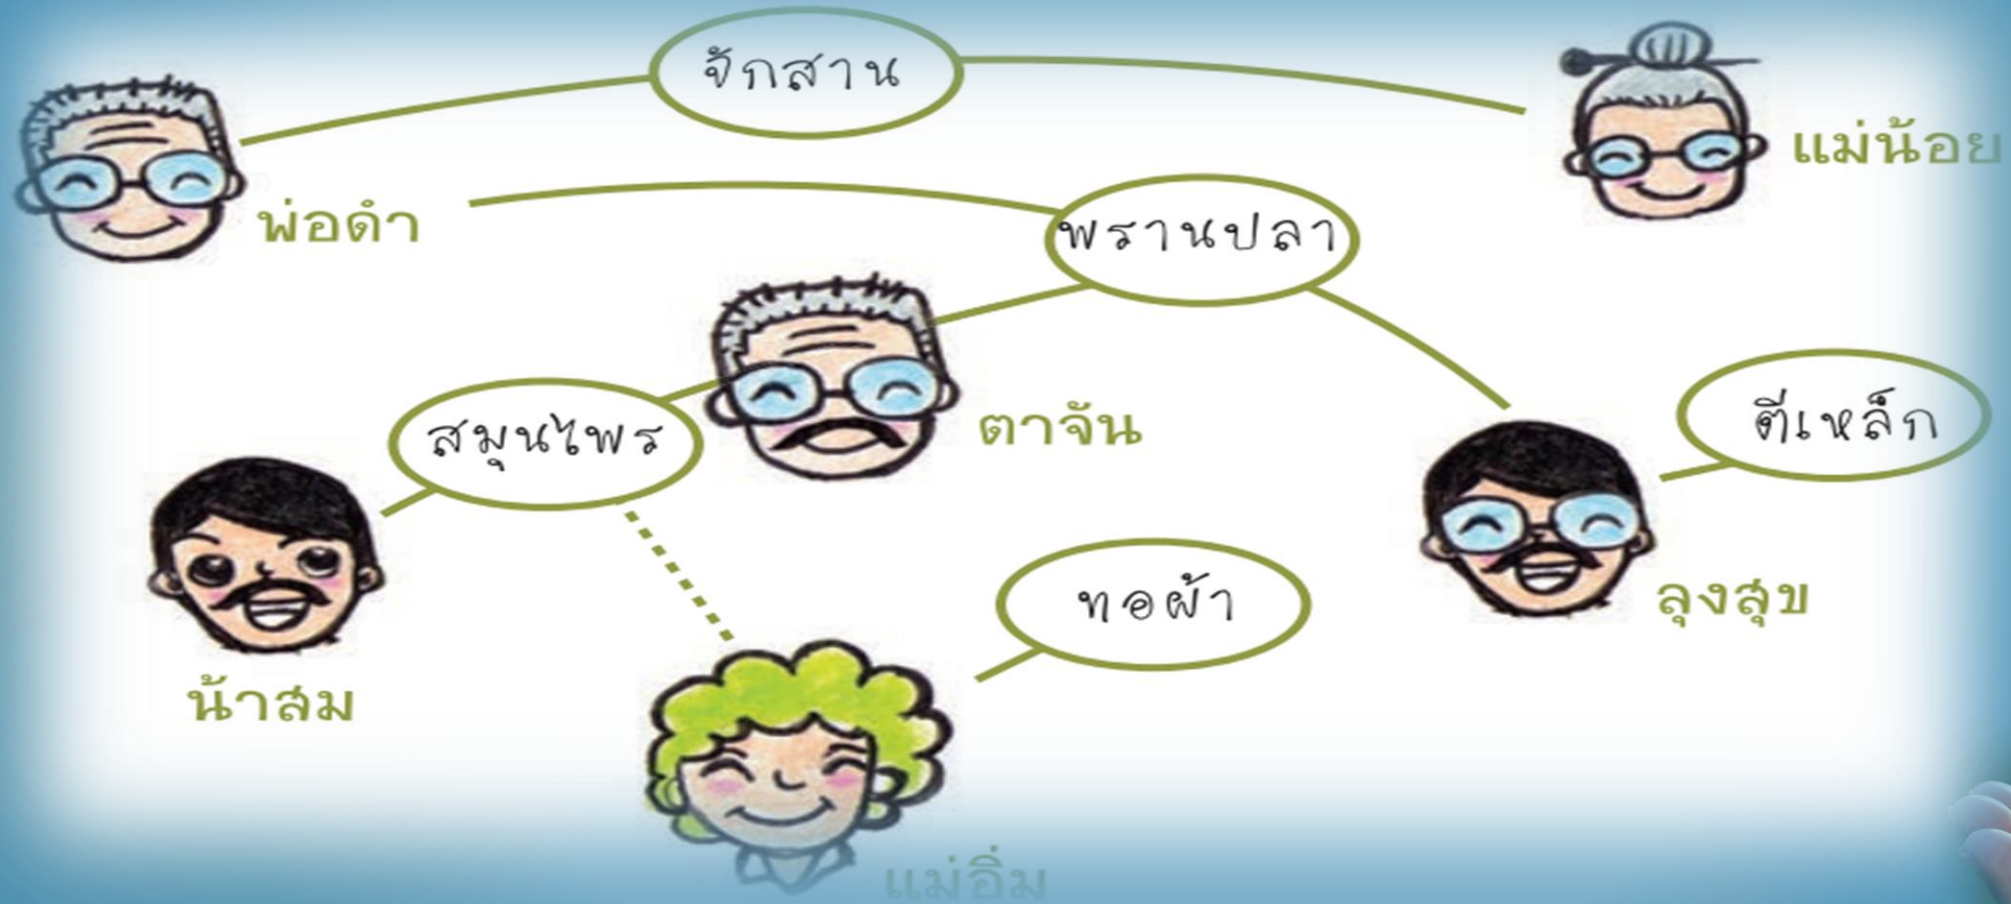 จักสาน
แม่น้อย
พ่อดำ
พรานปลา
ตาจัน
สมุนไพร
ตีเหล็ก
ทอผ้า
ลุงสุข
น้าสม
แม่อิ่ม